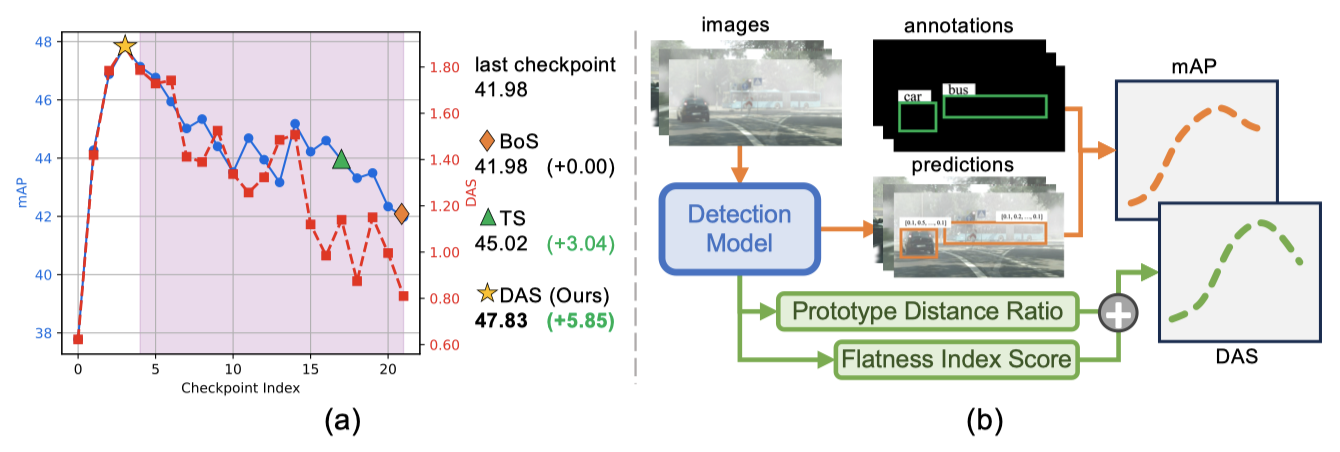 48
46
44
42
40
38
mAP
0
5
10
15
20
Checkpoint Index
1.80
1.60
1.40
1.20
1.00
0.80
0.60
DAS
last checkpoint
41.98
BoS
41.98 (+0.00)
TS
45.02 (+3.04)
DAS (Ours)
47.83 (+5.85)
(a)
images
annotations
car
bus
predictions
[0.1, 0.5, ..., 0.1]
[0.1, 0.2, ..., 0.1]
Detection
Model
mAP
Prototype Distance Ratio
Flatness Index Score
+
DAS
(b)